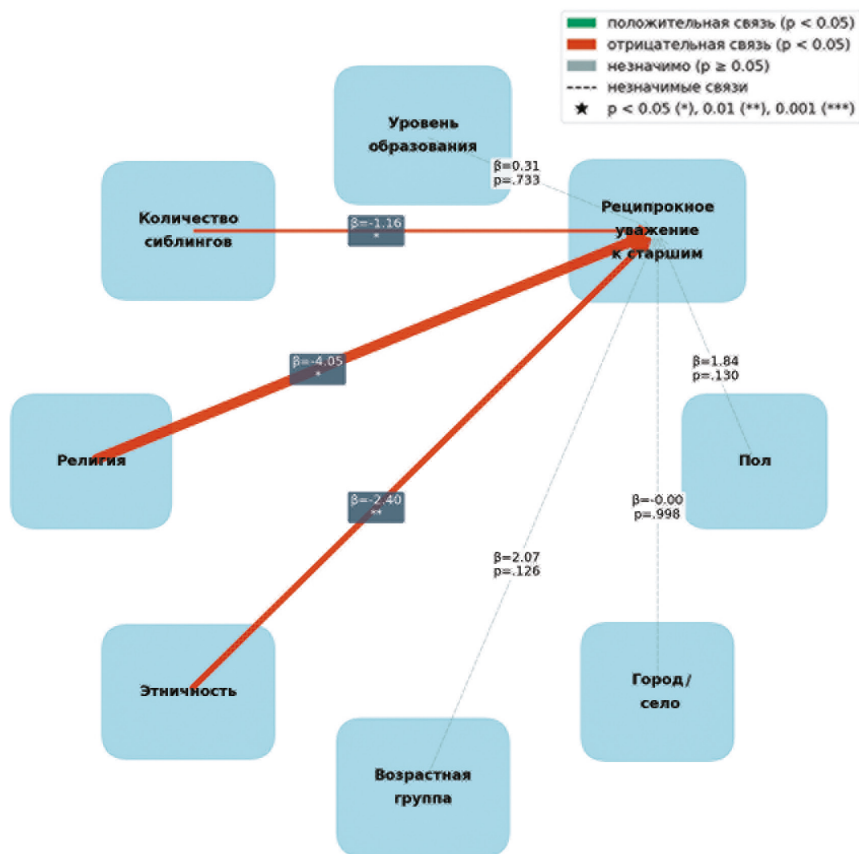 положительная связь (p < 0.05)
отрицательная связь (p < 0.05)
незначимо (p ≥ 0.05)
незначимые связи
★ p < 0.05 (*), 0.01 (**), 0.001 (***)
Уровень
образования
β=0.31
p=.733
Количество
сиблингов
β=-1.16
*
Реципрокное
уважение
к старшим
β=-4.05
*
β=1.84
p=.130
Религия
Пол
β=-2.40
**
β=-0.00
p=.998
β=2.07
p=.126
Этничность
Город/
село
Возрастная
группа